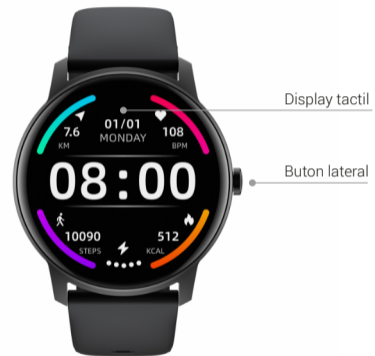 Display tactil
01/01
7.6
MONDAY
108
KM
BPM
08:00
Buton lateral
10090
512
STEPS
KCAL